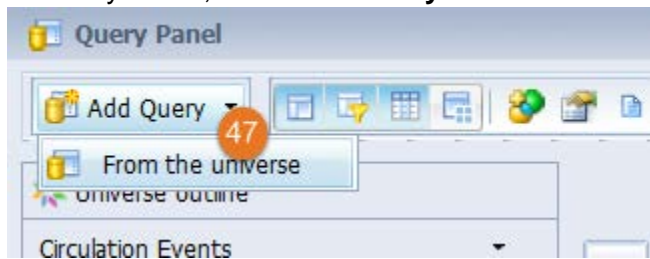 Query Panel
Add Query
47
From the universe
Universe outline
Circulation Events